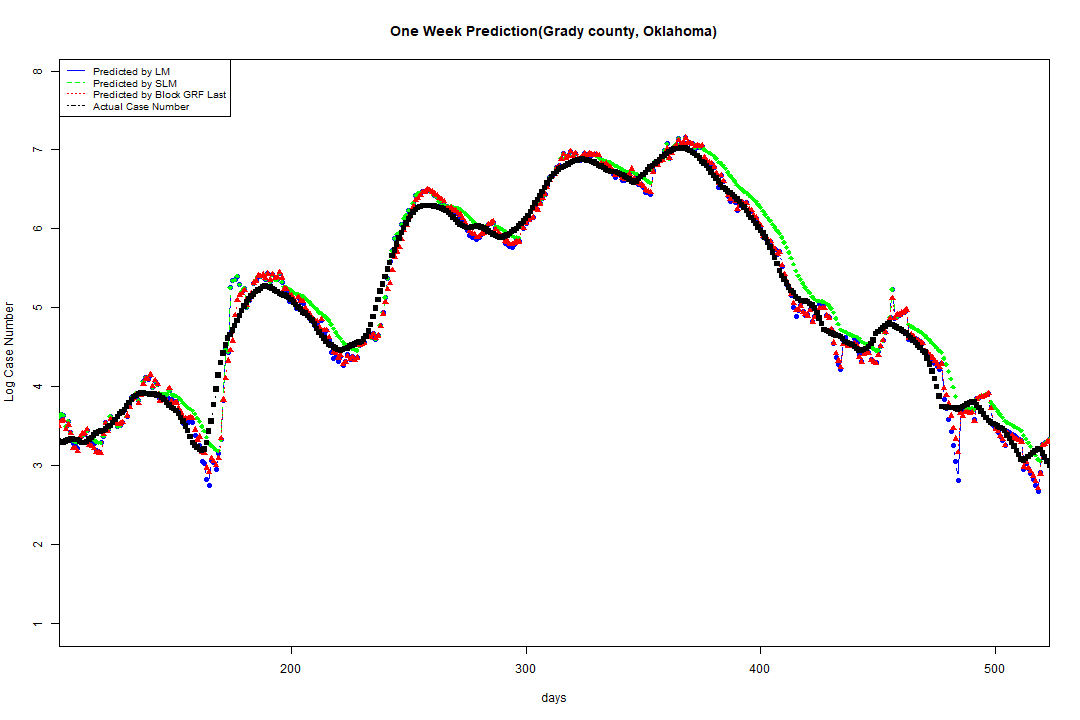 One Week Prediction(Grady county, Oklahoma)
Predicted by LM
Predicted by SLM
Predicted by Block GRF Last
Actual Case Number
8
7
6
5
4
3
2
1
Log Case Number
200 300 400 500
days